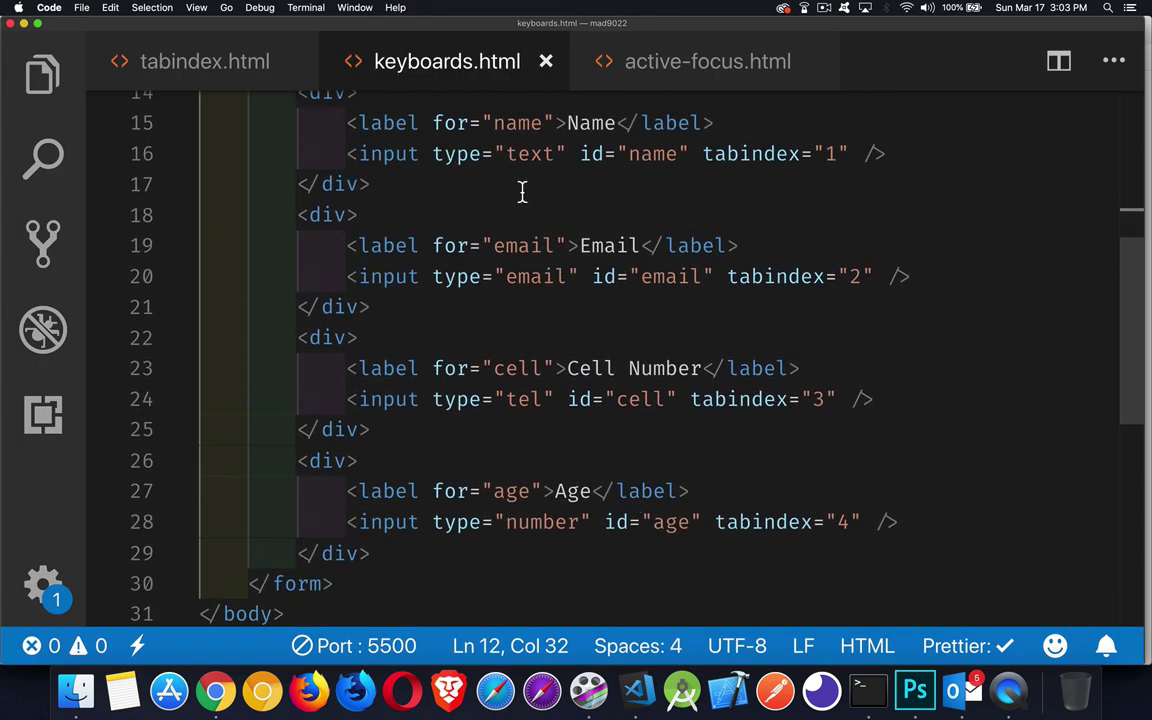 Code File Edit Selection View Go Debug Terminal Window Help 100% Sun Mar 17 3:03 PM
keyboards.html — mad9022
<> tabindex.html <> keyboards.html × <> active-focus.html
14 <div>
15 <label for="name">Name</label>
16 <input type="text" id="name" tabindex="1" />
17 </div>
18 <div>
19 <label for="email">Email</label>
20 <input type="email" id="email" tabindex="2" />
21 </div>
22 <div>
23 <label for="cell">Cell Number</label>
24 <input type="tel" id="cell" tabindex="3" />
25 </div>
26 <div>
27 <label for="age">Age</label>
28 <input type="number" id="age" tabindex="4" />
29 </div>
30 </form>
31 </body>
1
0 0 Port : 5500 Ln 12, Col 32 Spaces: 4 UTF-8 LF HTML Prettier: ✓
>_ Ps 5